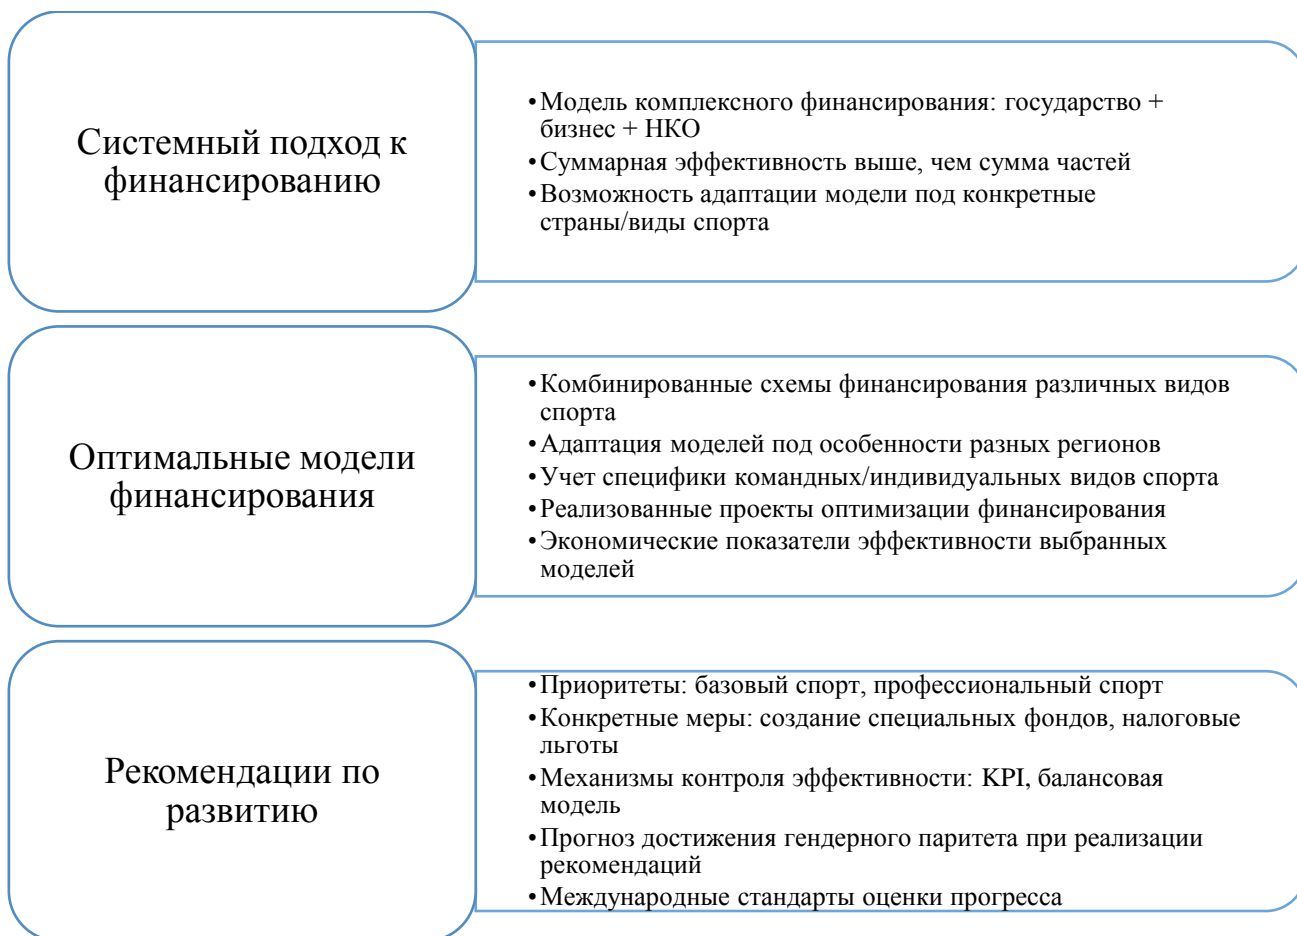 Системный подход к
финансированию
•Модель комплексного финансирования: государство +
бизнес + НКО
•Суммарная эффективность выше, чем сумма частей
•Возможность адаптации модели под конкретные
страны/виды спорта
Оптимальные модели
финансирования
•Комбинированные схемы финансирования различных видов
спорта
•Адаптация моделей под особенности разных регионов
•Учет специфики командных/индивидуальных видов спорта
•Реализованные проекты оптимизации финансирования
•Экономические показатели эффективности выбранных
моделей
Рекомендации по
развитию
•Приоритеты: базовый спорт, профессиональный спорт
•Конкретные меры: создание специальных фондов, налоговые
льготы
•Механизмы контроля эффективности: KPI, балансовая
модель
•Прогноз достижения гендерного паритета при реализации
рекомендаций
•Международные стандарты оценки прогресса